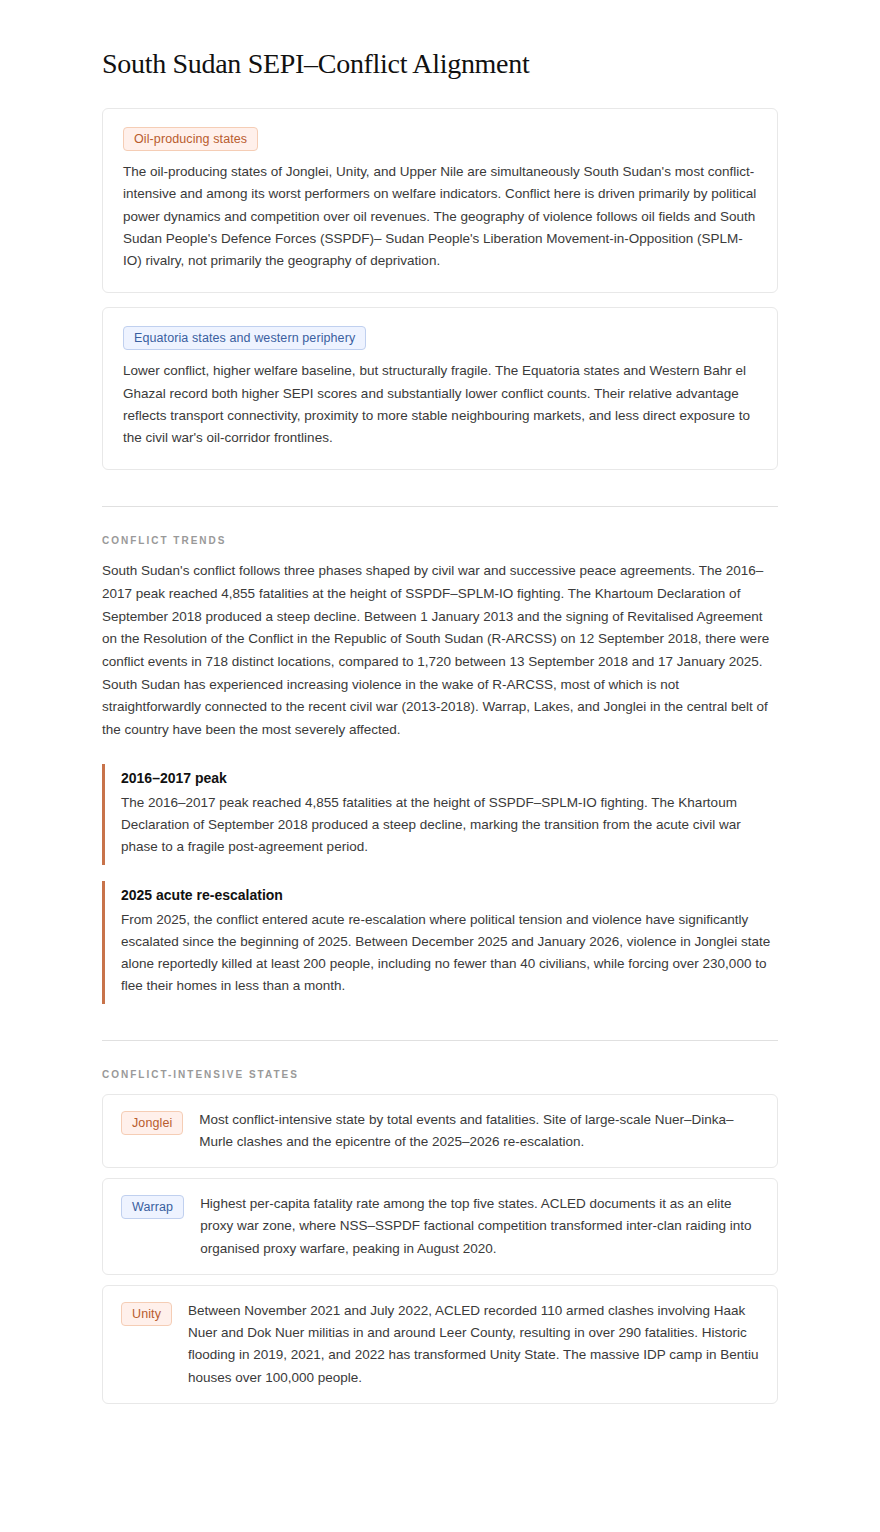 South Sudan SEPI–Conflict Alignment
Oil-producing states
The oil-producing states of Jonglei, Unity, and Upper Nile are simultaneously South Sudan's most conflict-
intensive and among its worst performers on welfare indicators. Conflict here is driven primarily by political
power dynamics and competition over oil revenues. The geography of violence follows oil fields and South
Sudan People's Defence Forces (SSPDF)– Sudan People's Liberation Movement-in-Opposition (SPLM-
IO) rivalry, not primarily the geography of deprivation.
Equatoria states and western periphery
Lower conflict, higher welfare baseline, but structurally fragile. The Equatoria states and Western Bahr el
Ghazal record both higher SEPI scores and substantially lower conflict counts. Their relative advantage
reflects transport connectivity, proximity to more stable neighbouring markets, and less direct exposure to
the civil war's oil-corridor frontlines.
CONFLICT TRENDS
South Sudan's conflict follows three phases shaped by civil war and successive peace agreements. The 2016–
2017 peak reached 4,855 fatalities at the height of SSPDF–SPLM-IO fighting. The Khartoum Declaration of
September 2018 produced a steep decline. Between 1 January 2013 and the signing of Revitalised Agreement
on the Resolution of the Conflict in the Republic of South Sudan (R-ARCSS) on 12 September 2018, there were
conflict events in 718 distinct locations, compared to 1,720 between 13 September 2018 and 17 January 2025.
South Sudan has experienced increasing violence in the wake of R-ARCSS, most of which is not
straightforwardly connected to the recent civil war (2013-2018). Warrap, Lakes, and Jonglei in the central belt of
the country have been the most severely affected.
2016–2017 peak
The 2016–2017 peak reached 4,855 fatalities at the height of SSPDF–SPLM-IO fighting. The Khartoum
Declaration of September 2018 produced a steep decline, marking the transition from the acute civil war
phase to a fragile post-agreement period.
2025 acute re-escalation
From 2025, the conflict entered acute re-escalation where political tension and violence have significantly
escalated since the beginning of 2025. Between December 2025 and January 2026, violence in Jonglei state
alone reportedly killed at least 200 people, including no fewer than 40 civilians, while forcing over 230,000 to
flee their homes in less than a month.
CONFLICT-INTENSIVE STATES
Jonglei
Most conflict-intensive state by total events and fatalities. Site of large-scale Nuer–Dinka–
Murle clashes and the epicentre of the 2025–2026 re-escalation.
Warrap
Highest per-capita fatality rate among the top five states. ACLED documents it as an elite
proxy war zone, where NSS–SSPDF factional competition transformed inter-clan raiding into
organised proxy warfare, peaking in August 2020.
Unity
Between November 2021 and July 2022, ACLED recorded 110 armed clashes involving Haak
Nuer and Dok Nuer militias in and around Leer County, resulting in over 290 fatalities. Historic
flooding in 2019, 2021, and 2022 has transformed Unity State. The massive IDP camp in Bentiu
houses over 100,000 people.